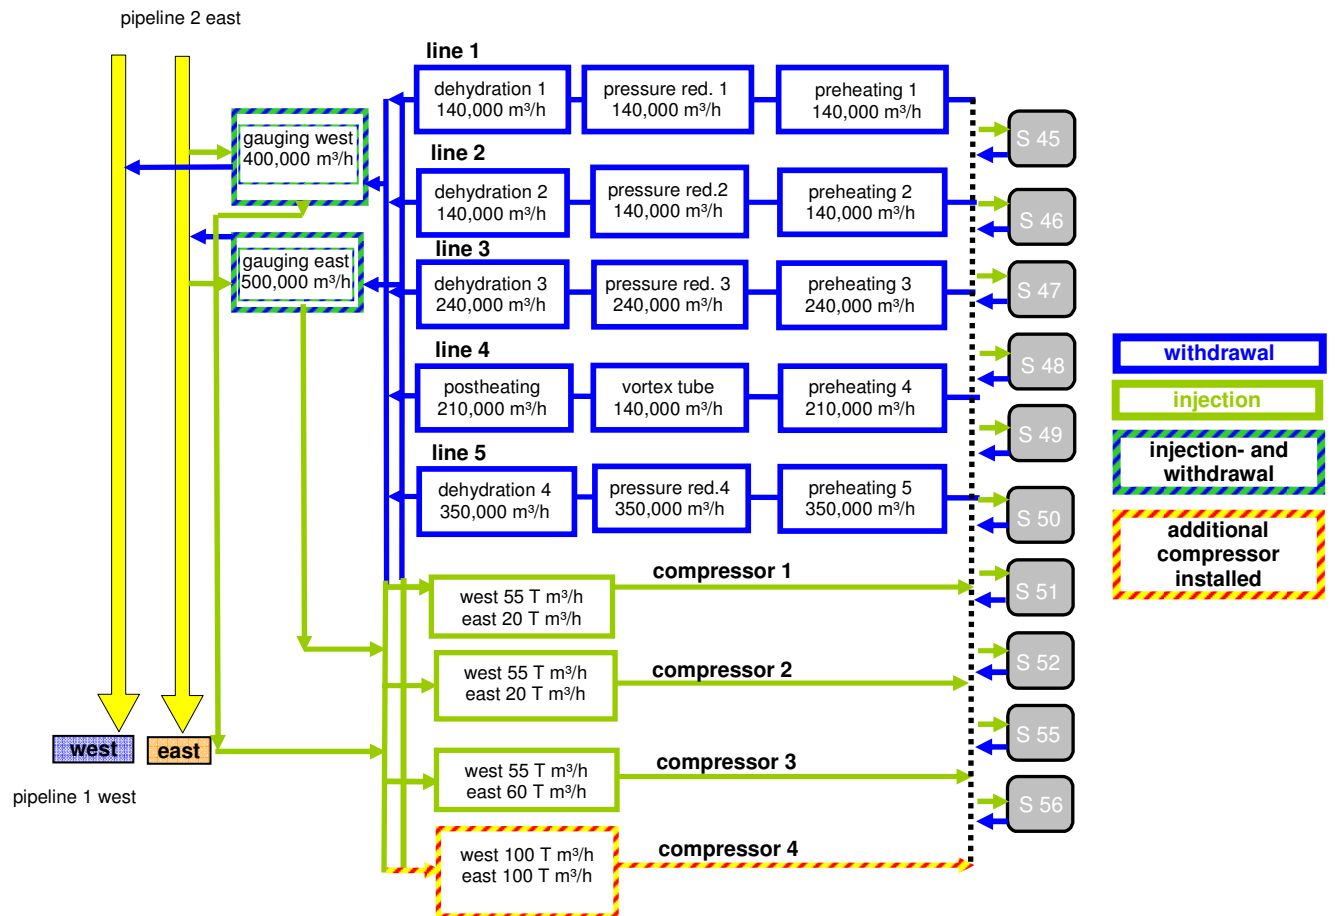 pipeline 2 east
line 1
dehydration 1
140,000 m³/h
pressure red. 1
140,000 m³/h
preheating 1
140,000 m³/h
gauging west
400,000 m³/h
line 2
dehydration 2
140,000 m³/h
pressure red.2
140,000 m³/h
preheating 2
140,000 m³/h
line 3
gauging east
500,000 m³/h
dehydration 3
240,000 m³/h
pressure red. 3
240,000 m³/h
preheating 3
240,000 m³/h
line 4
postheating
210,000 m³/h
vortex tube
140,000 m³/h
preheating 4
210,000 m³/h
line 5
dehydration 4
350,000 m³/h
pressure red.4
350,000 m³/h
preheating 5
350,000 m³/h
compressor 1
west 55 T m³/h
east 20 T m³/h
compressor 2
west 55 T m³/h
east 20 T m³/h
compressor 3
west 55 T m³/h
east 60 T m³/h
compressor 4
west 100 T m³/h
east 100 T m³/h
west
east
pipeline 1 west
S 45
S 46
S 47
S 48
S 49
S 50
S 51
S 52
S 55
S 56
withdrawal
injection
injection- and
withdrawal
additional
compressor
installed